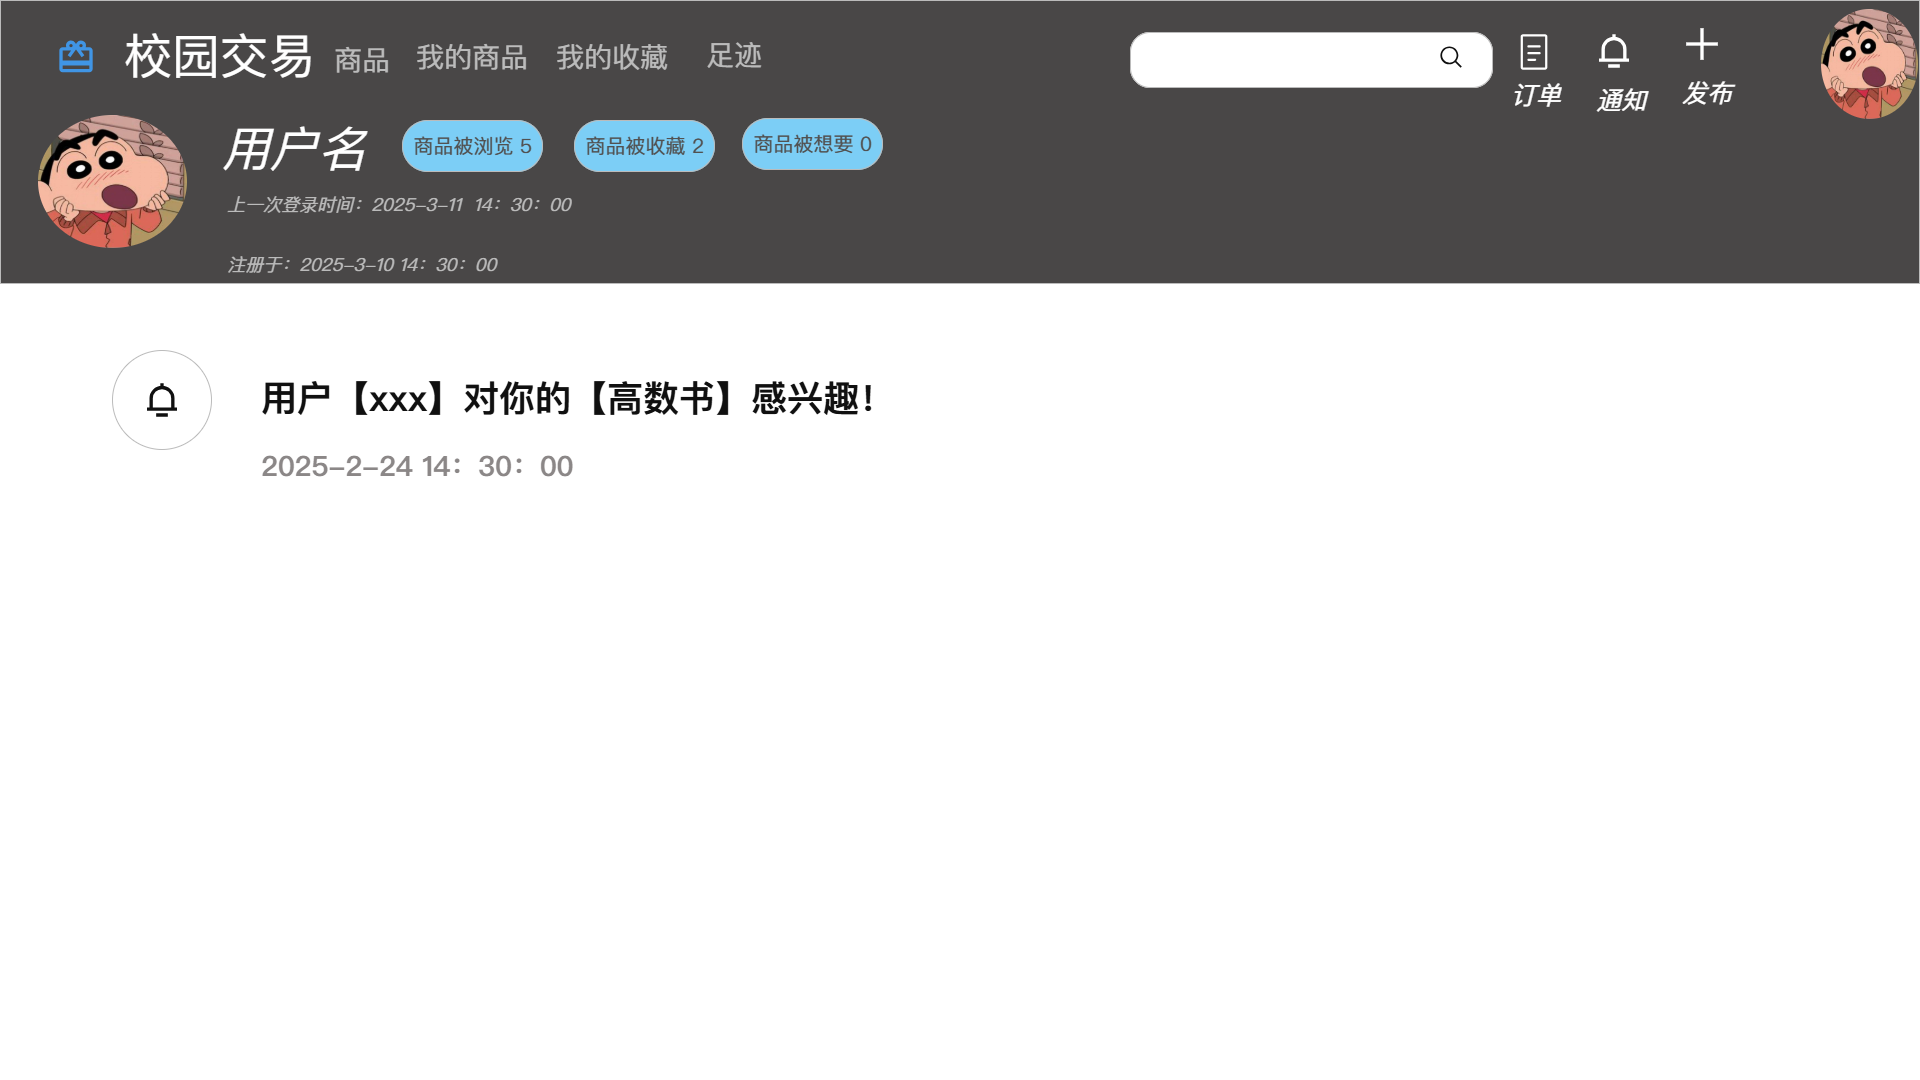 校园交易 商品 我的商品 我的收藏 足迹
订单 通知 发布
用户名 商品被浏览 5 商品被收藏 2 商品被想要 0
上一次登录时间：2025-3-11 14：30：00
注册于：2025-3-10 14：30：00
用户【xxx】对你的【高数书】感兴趣！
2025-2-24 14：30：00